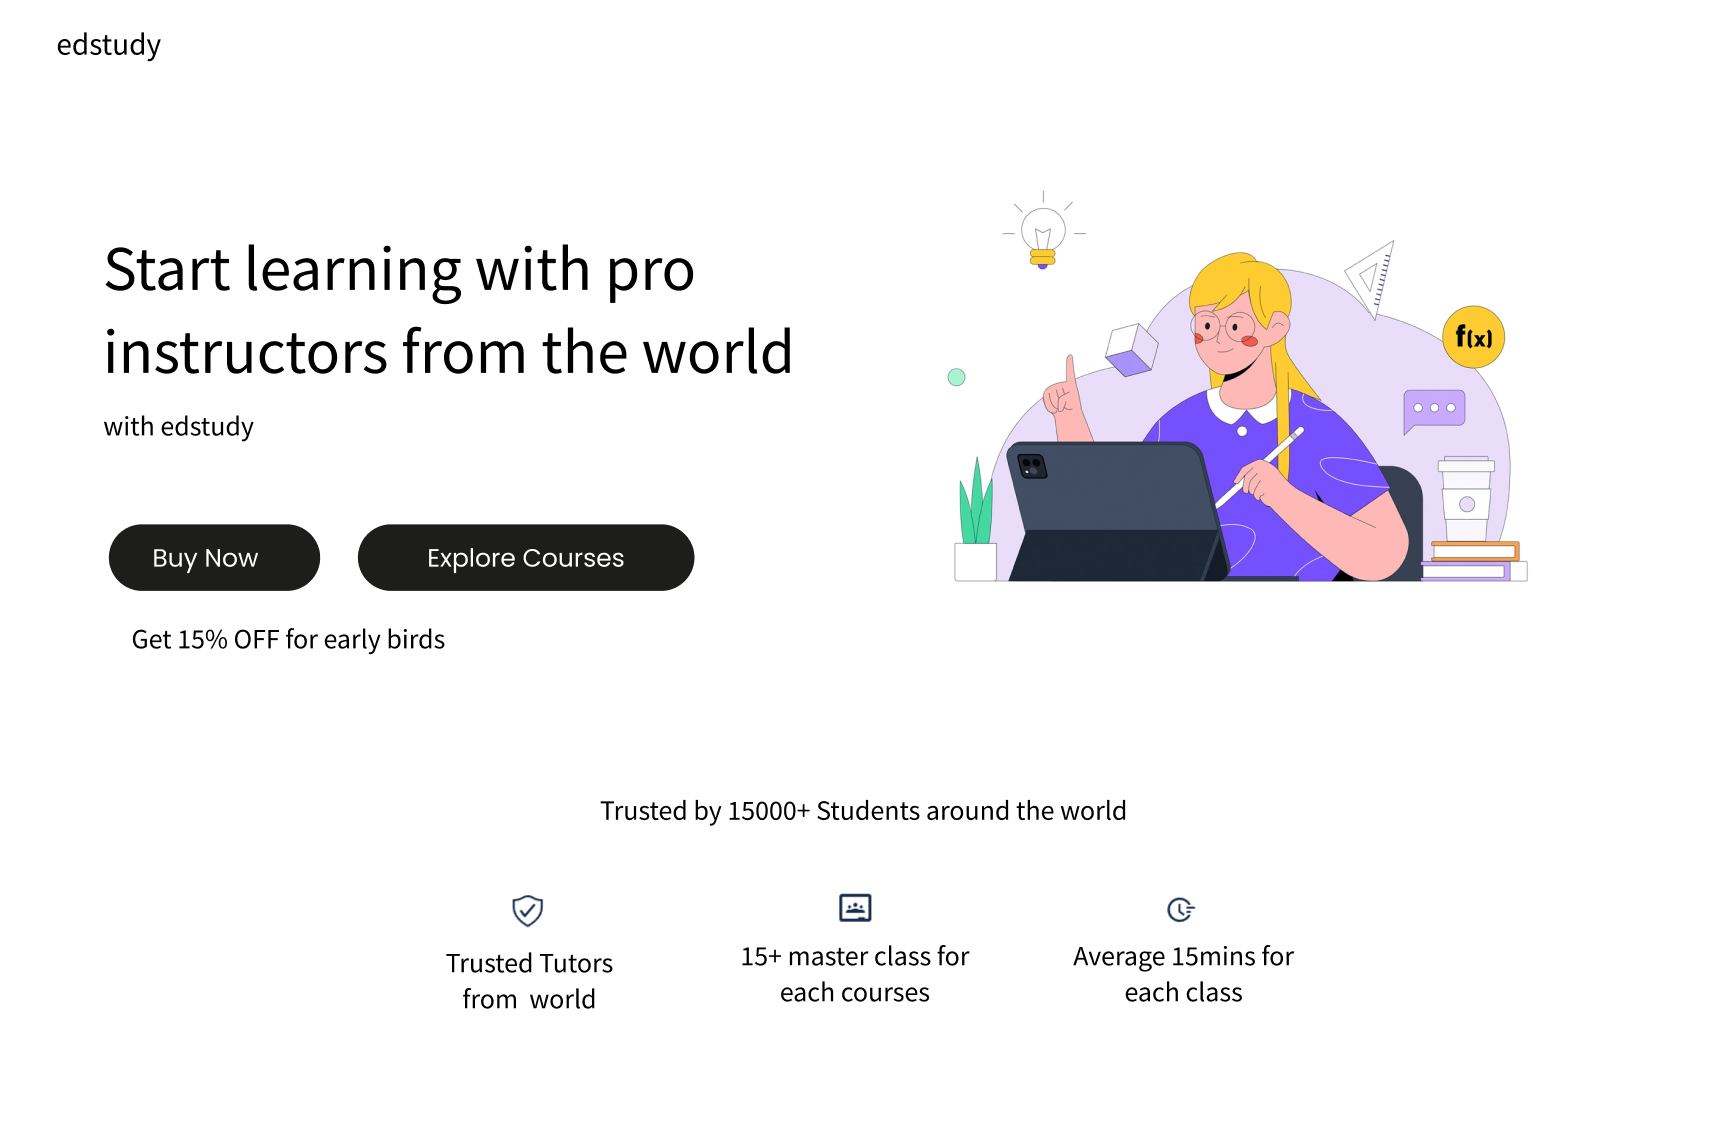 edstudy
Start learning with pro
instructors from the world
with edstudy
Buy Now
Explore Courses
Get 15% OFF for early birds
f(x)
Trusted by 15000+ Students around the world
Trusted Tutors
from  world
15+ master class for
each courses
Average 15mins for
each class